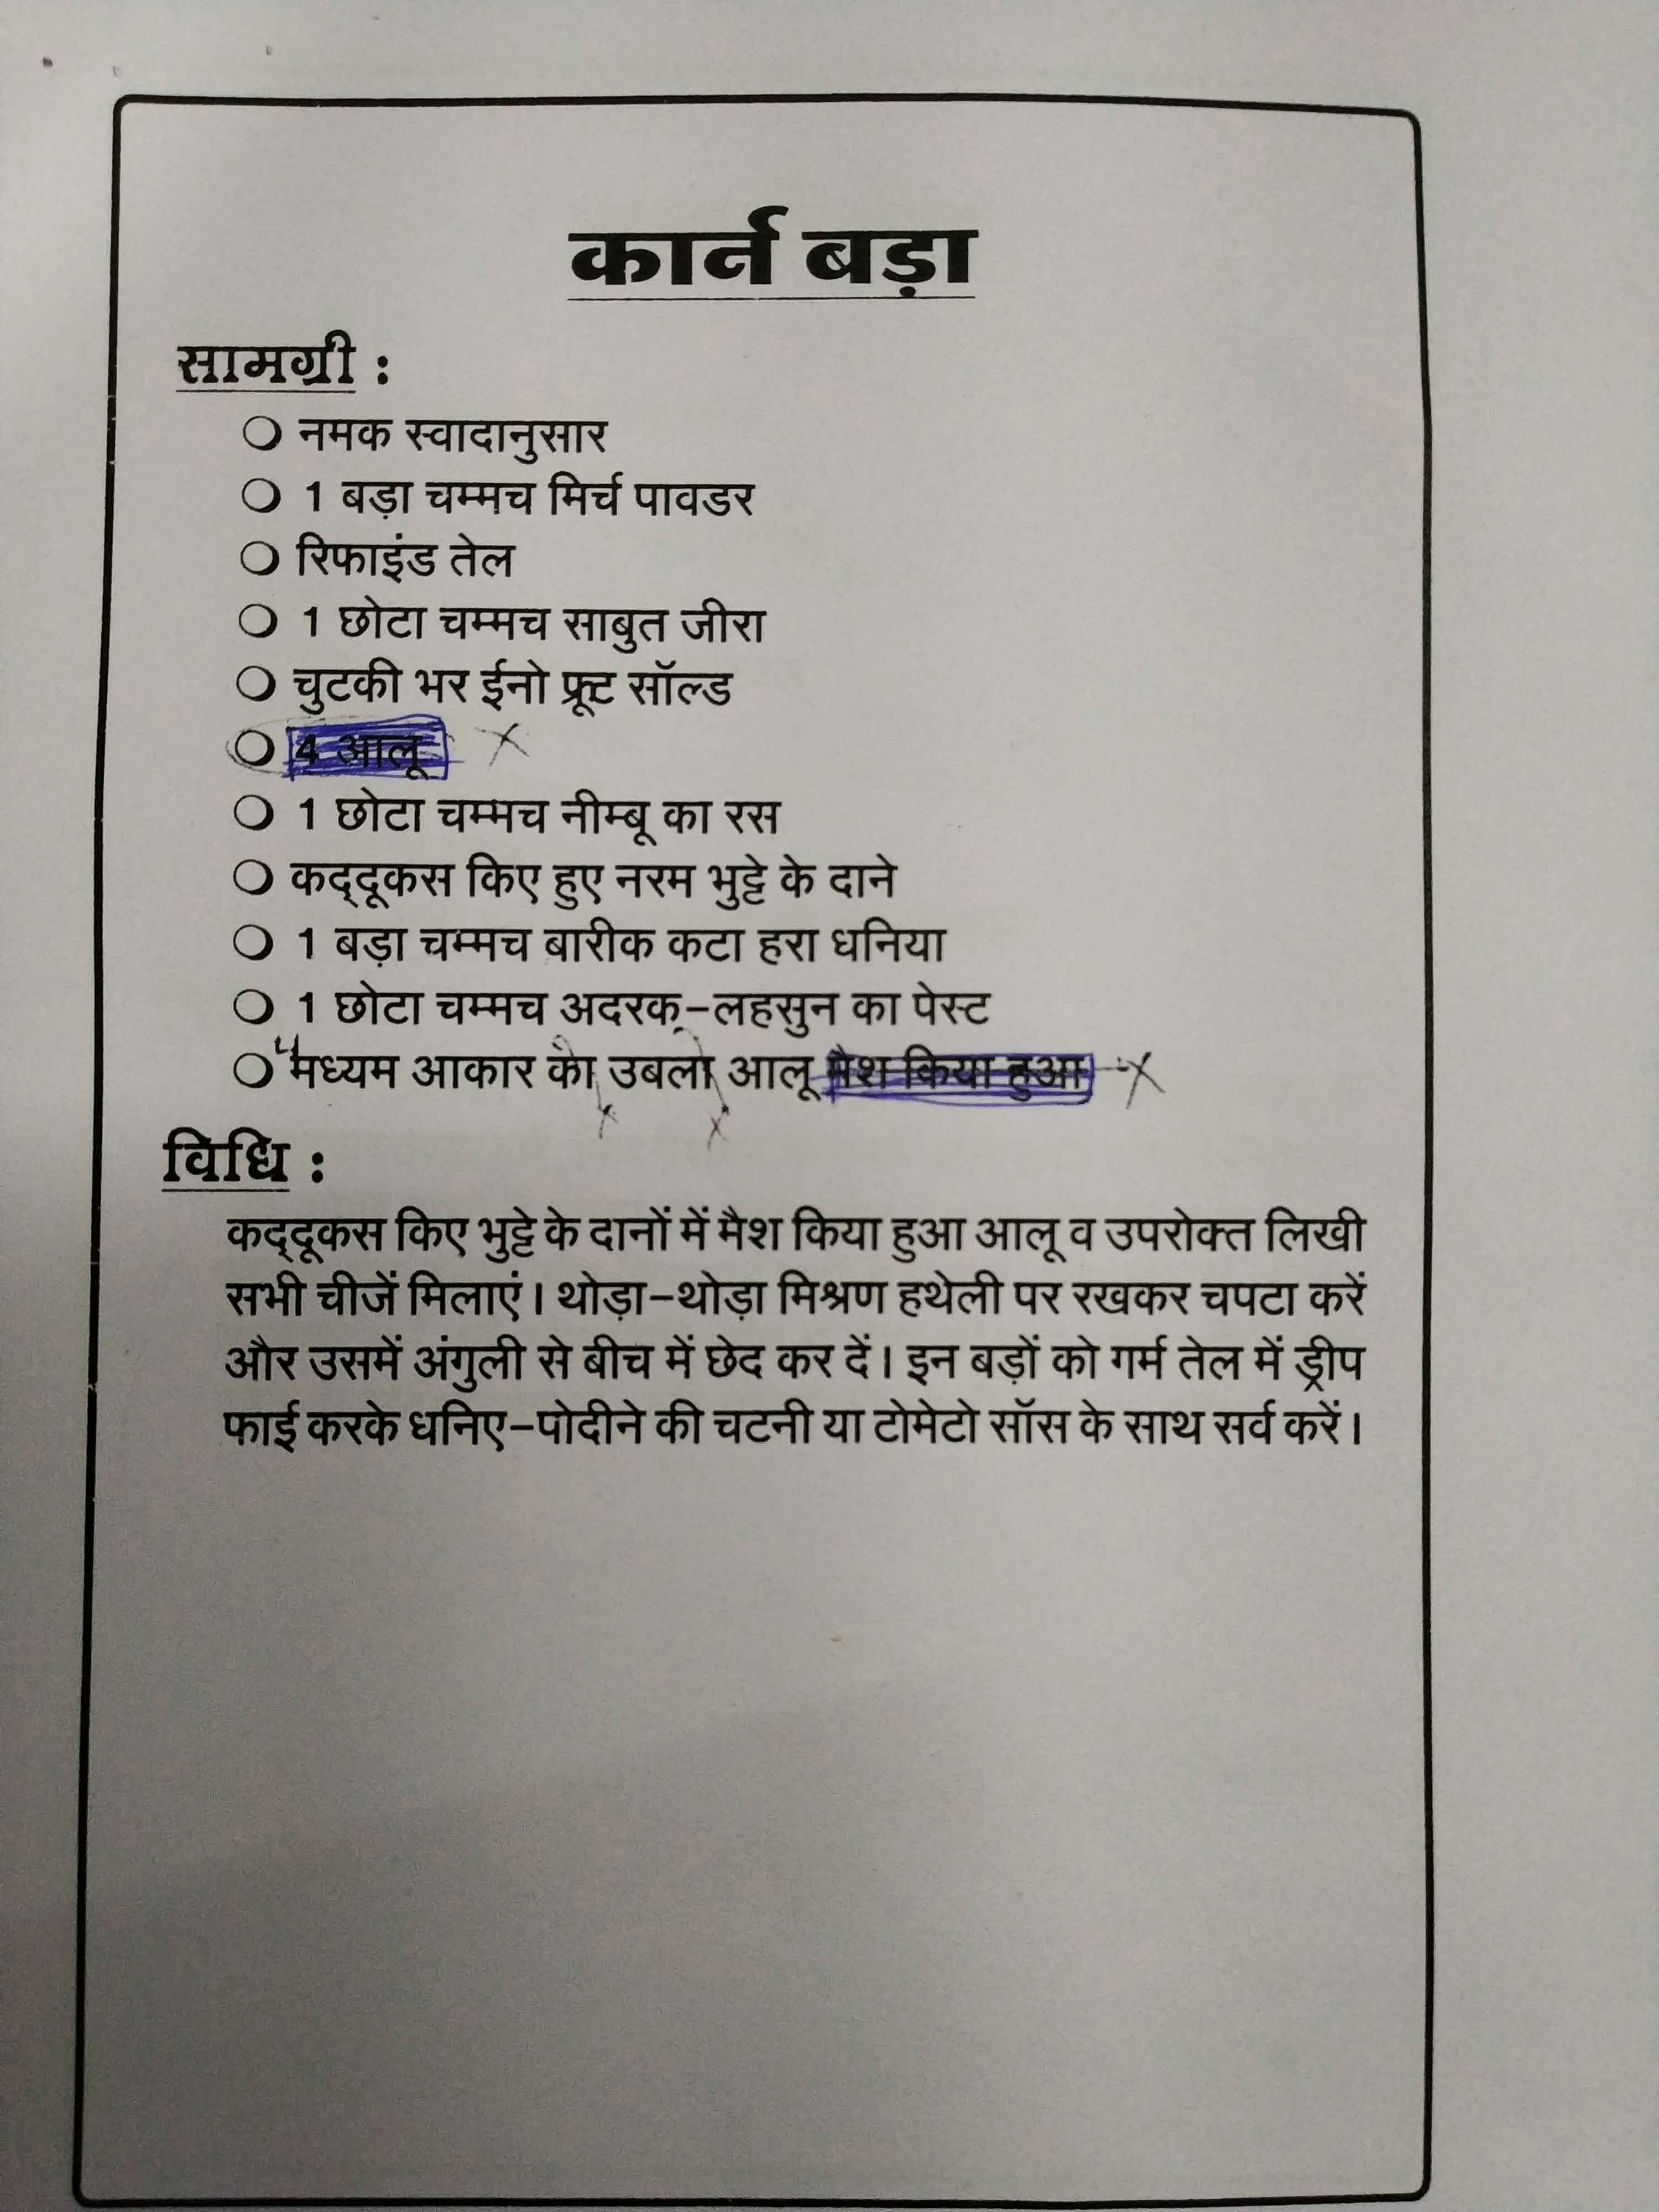 कार्न बड़ा
सामग्री :
नमक स्वादानुसार
1 बड़ा चम्मच मिर्च पावडर
रिफाइंड तेल
1 छोटा चम्मच साबुत जीरा
चुटकी भर ईनो फ्रूट सॉल्ड
4 आलू
1 छोटा चम्मच नीम्बू का रस
कद्दूकस किए हुए नरम भुट्टे के दाने
1 बड़ा चम्मच बारीक कटा हरा धनिया
1 छोटा चम्मच अदरक-लहसुन का पेस्ट
4 मध्यम आकार का उबला आलू मैश किया हुआ
विधि :
कद्दूकस किए भुट्टे के दानों में मैश किया हुआ आलू व उपरोक्त लिखी
सभी चीजें मिलाएं। थोड़ा-थोड़ा मिश्रण हथेली पर रखकर चपटा करें
और उसमें अंगुली से बीच में छेद कर दें। इन बड़ों को गर्म तेल में ड्रीप
फाई करके धनिए-पोदीने की चटनी या टोमेटो सॉस के साथ सर्व करें।